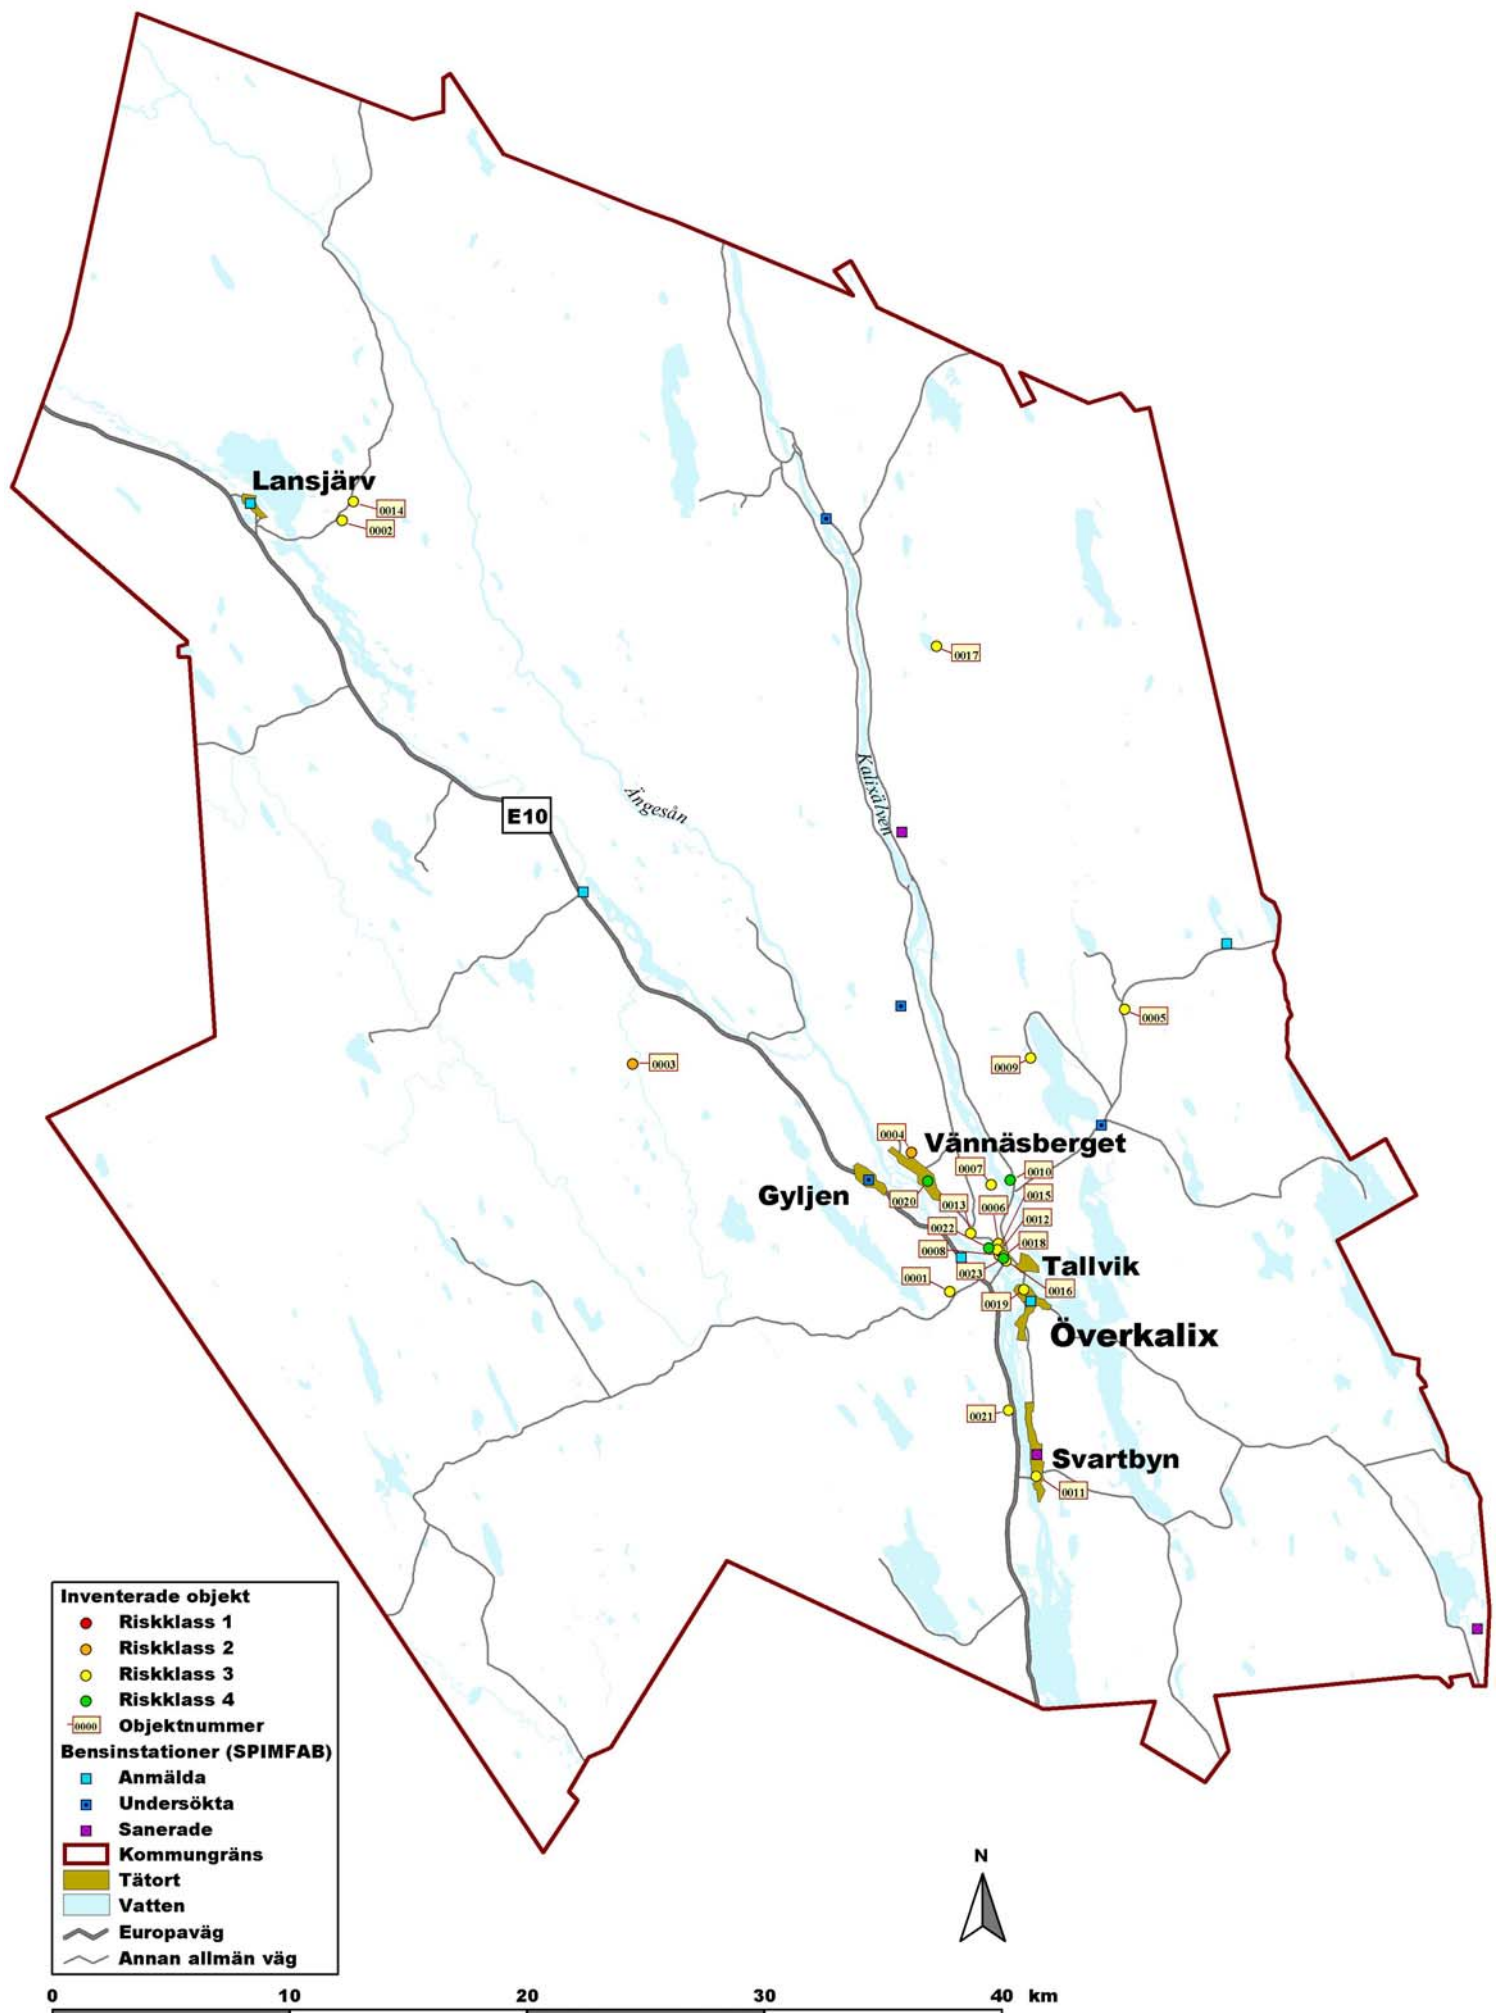 Lansjärv
0014
0002
0017
Kalixälven
Ängesån
E10
0005
0003
0009
0004
Vännäsberget
0007
0010
Gyljen
0020
0013
0006
0015
0022
0012
0008
0018
0023
Tallvik
0001
0016
0019
Överkalix
0021
Svartbyn
0011
Inventerade objekt
Riskklass 1
Riskklass 2
Riskklass 3
Riskklass 4
0000 Objektnummer
Bensinstationer (SPIMFAB)
Anmälda
Undersökta
Sanerade
Kommungräns
Tätort
Vatten
Europaväg
Annan allmän väg
N
0 10 20 30 40 km